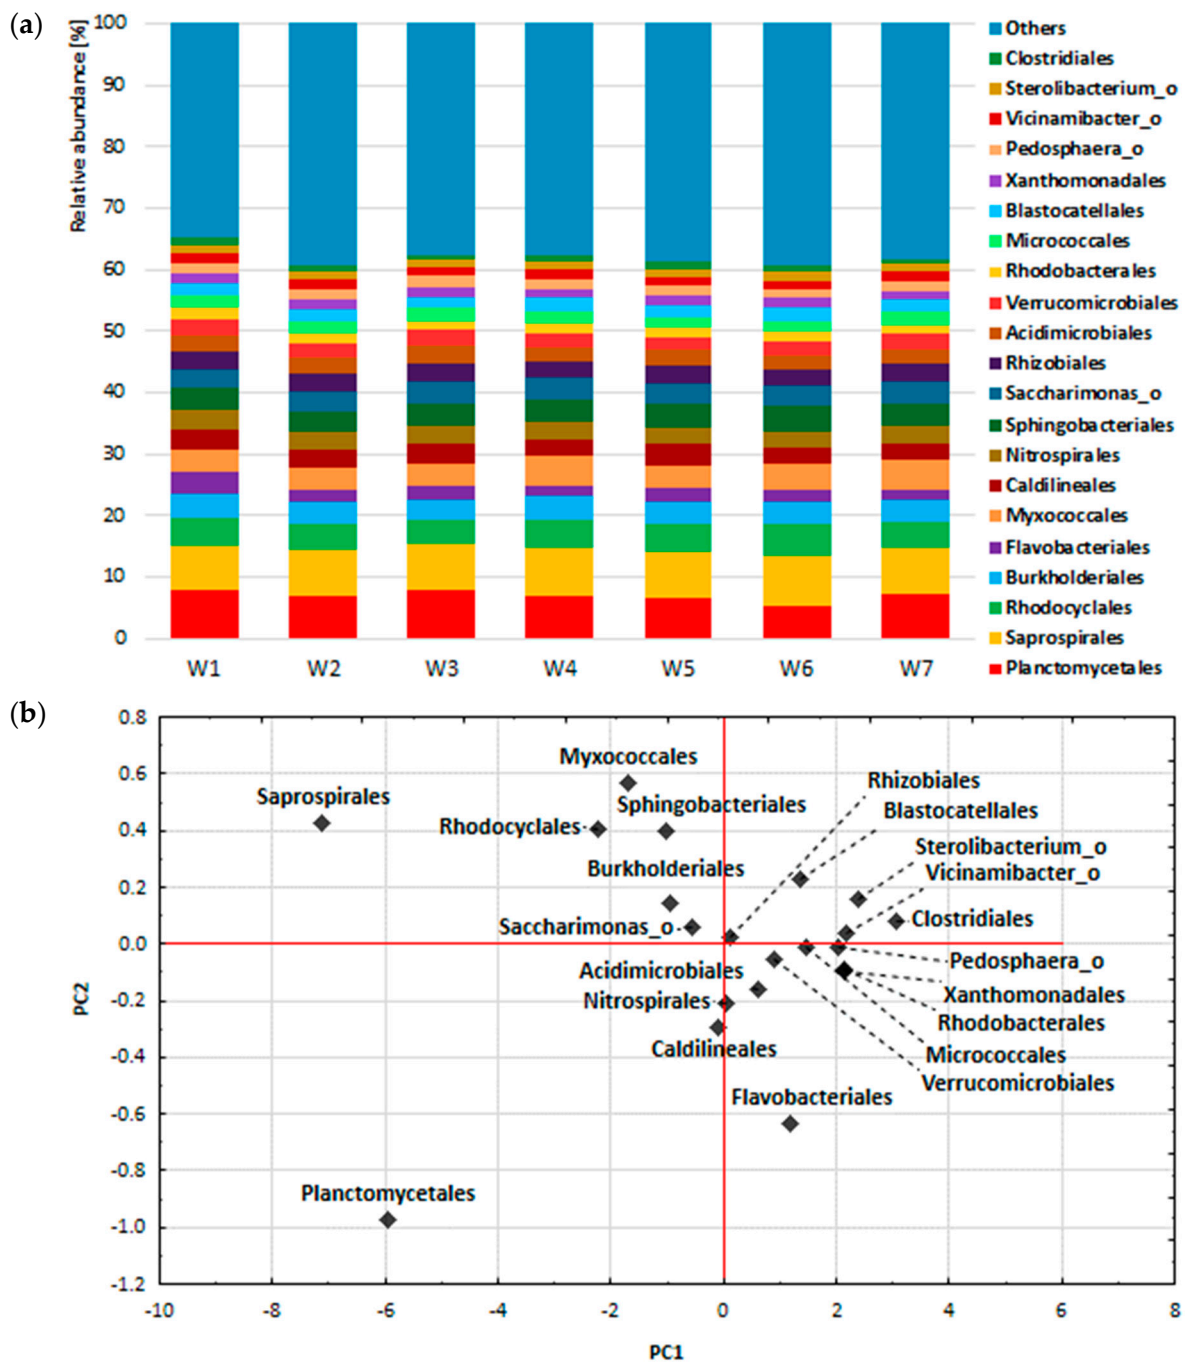 (a)
Relative abundance [%]
100
90
80
70
60
50
40
30
20
10
0
W1 W2 W3 W4 W5 W6 W7
Others
Clostridiales
Sterolibacterium_o
Vicinamibacter_o
Pedosphaera_o
Xanthomonadales
Blastocatellales
Micrococcales
Rhodobacterales
Verrucomicrobiales
Acidimicrobiales
Rhizobiales
Saccharimonas_o
Sphingobacteriales
Nitrospirales
Caldilineales
Myxococcales
Flavobacteriales
Burkholderiales
Rhodocyclales
Saprospirales
Planctomycetales
(b)
PC2
0.8
0.6
0.4
0.2
0.0
-0.2
-0.4
-0.6
-0.8
-1.0
-1.2
Myxococcales
Rhizobiales
Saprospirales
Sphingobacteriales
Blastocatellales
Rhodocyclales
Sterolibacterium_o
Burkholderiales
Vicinamibacter_o
Saccharimonas_o
Clostridiales
Acidimicrobiales
Pedosphaera_o
Nitrospirales
Xanthomonadales
Rhodobacterales
Caldilineales
Micrococcales
Verrucomicrobiales
Flavobacteriales
Planctomycetales
-10 -8 -6 -4 -2 0 2 4 6 8
PC1